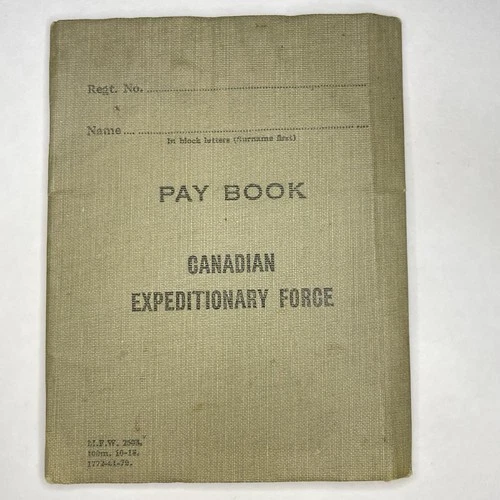 Regt. No.
Name
In block letters (Surname first)
PAY BOOK
CANADIAN
EXPEDITIONARY FORCE
M.F.W. 2503.
100m. 10-18.
1772-41-79.